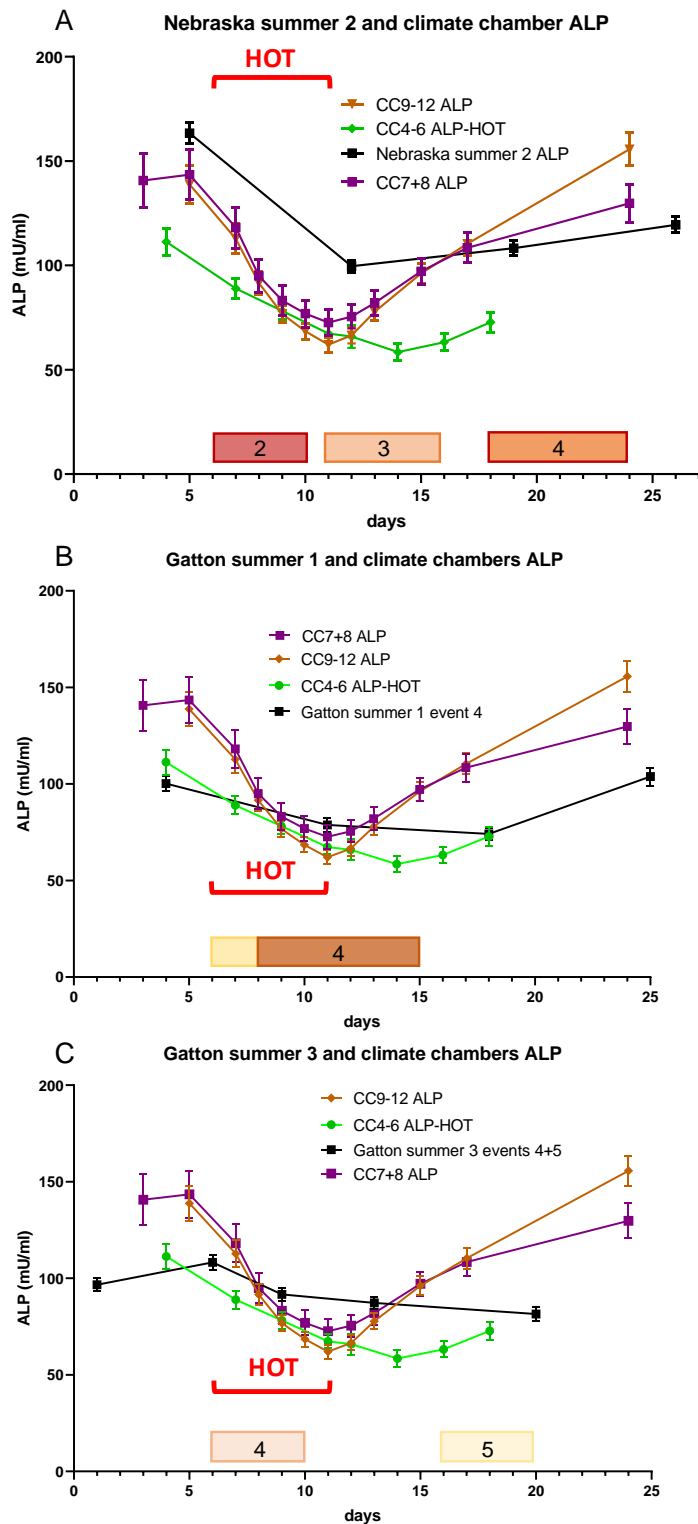 A
Nebraska summer 2 and climate chamber ALP
HOT
CC9-12 ALP
CC4-6 ALP-HOT
Nebraska summer 2 ALP
CC7+8 ALP
ALP (mU/ml)
200
150
100
50
0
2
3
4
0
5
10
15
20
25
days
B
Gatton summer 1 and climate chambers ALP
CC7+8 ALP
CC9-12 ALP
CC4-6 ALP-HOT
Gatton summer 1 event 4
ALP (mU/ml)
200
150
100
50
0
HOT
4
0
5
10
15
20
25
days
C
Gatton summer 3 and climate chambers ALP
CC9-12 ALP
CC4-6 ALP-HOT
Gatton summer 3 events 4+5
CC7+8 ALP
ALP (mU/ml)
200
150
100
50
0
HOT
4
5
0
5
10
15
20
25
days